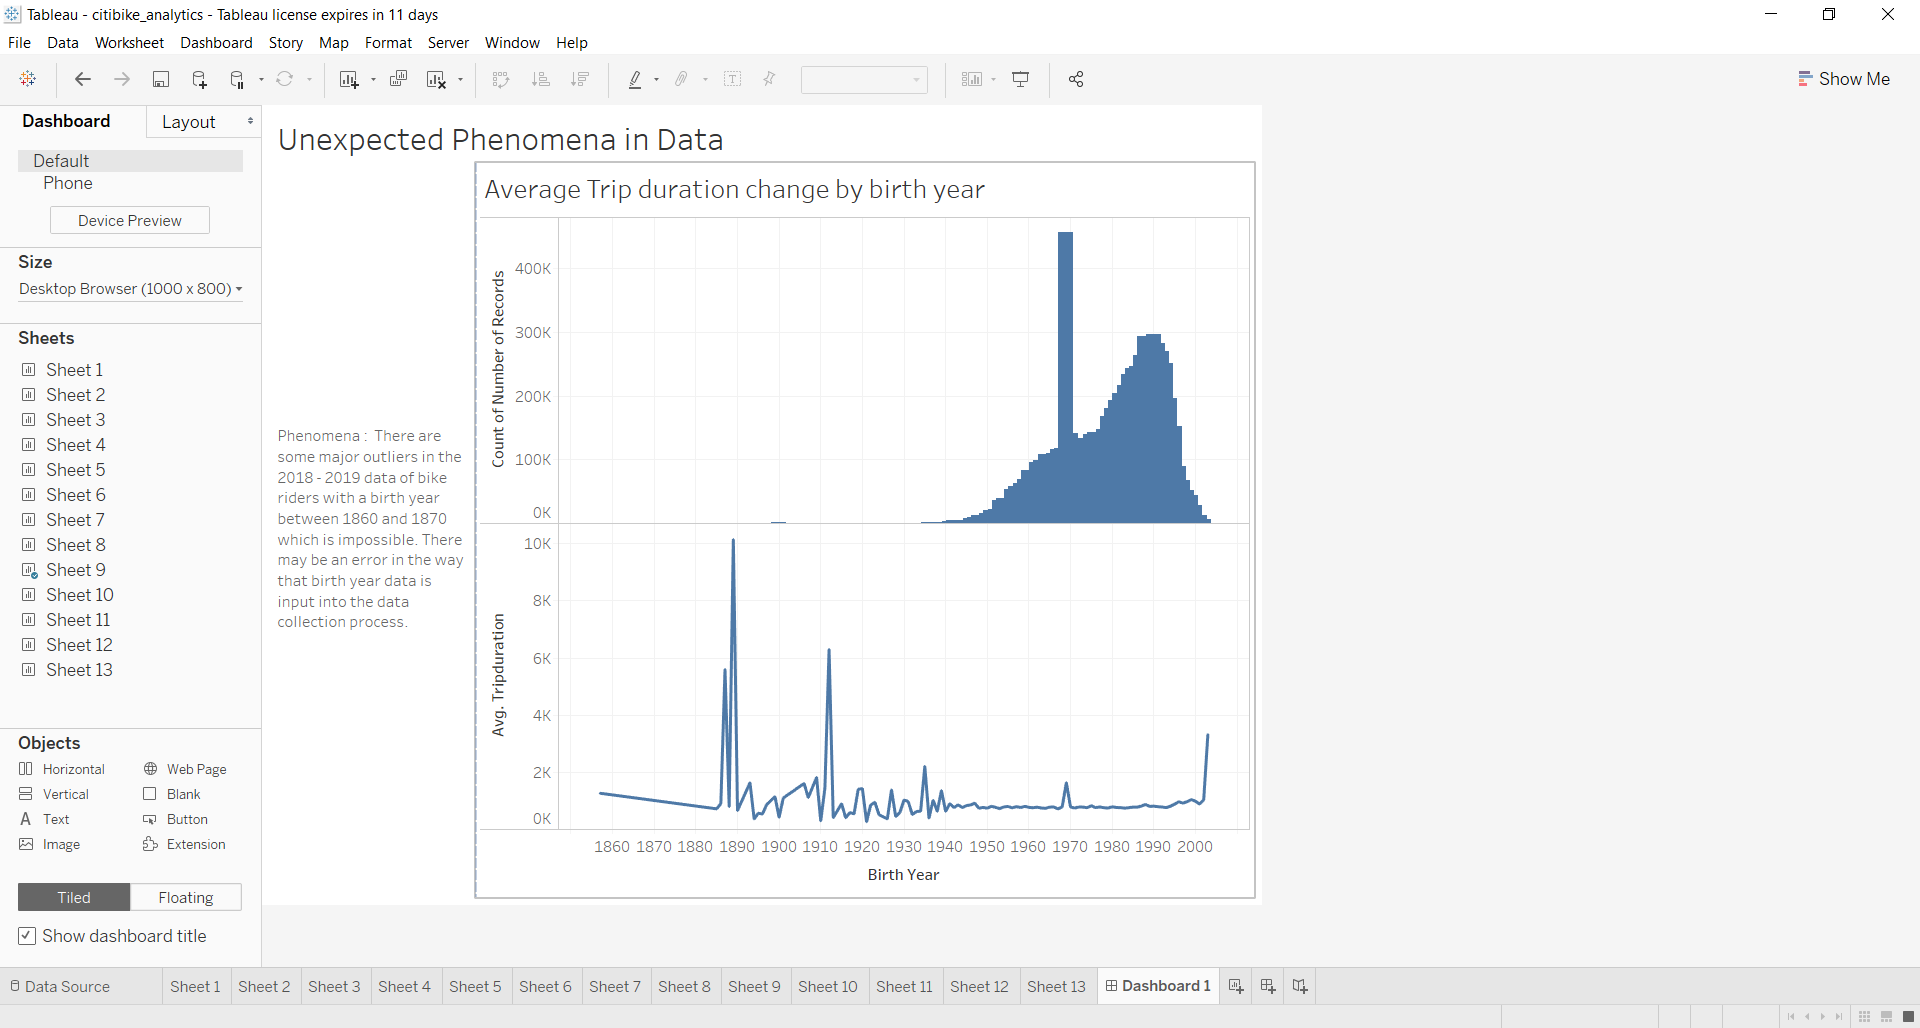 Tableau - citibike_analytics - Tableau license expires in 11 days
File Data Worksheet Dashboard Story Map Format Server Window Help
Show Me
Dashboard Layout
Default
Phone
Device Preview
Size
Desktop Browser (1000 x 800)
Sheets
Sheet 1
Sheet 2
Sheet 3
Sheet 4
Sheet 5
Sheet 6
Sheet 7
Sheet 8
Sheet 9
Sheet 10
Sheet 11
Sheet 12
Sheet 13
Objects
Horizontal Web Page
Vertical Blank
A Text Button
Image Extension
Tiled Floating
Show dashboard title
Unexpected Phenomena in Data
Phenomena : There are
some major outliers in the
2018 - 2019 data of bike
riders with a birth year
between 1860 and 1870
which is impossible. There
may be an error in the way
that birth year data is
input into the data
collection process.
Average Trip duration change by birth year
Count of Number of Records
400K
300K
200K
100K
0K
Avg. Tripduration
10K
8K
6K
4K
2K
0K
1860 1870 1880 1890 1900 1910 1920 1930 1940 1950 1960 1970 1980 1990 2000
Birth Year
Data Source Sheet 1 Sheet 2 Sheet 3 Sheet 4 Sheet 5 Sheet 6 Sheet 7 Sheet 8 Sheet 9 Sheet 10 Sheet 11 Sheet 12 Sheet 13 Dashboard 1